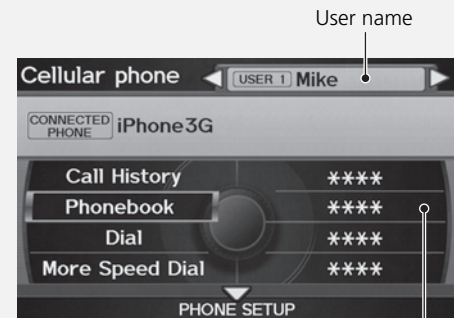 User name
Cellular phone USER 1 Mike
CONNECTED PHONE iPhone3G
Call History ****
Phonebook ****
Dial ****
More Speed Dial ****
PHONE SETUP